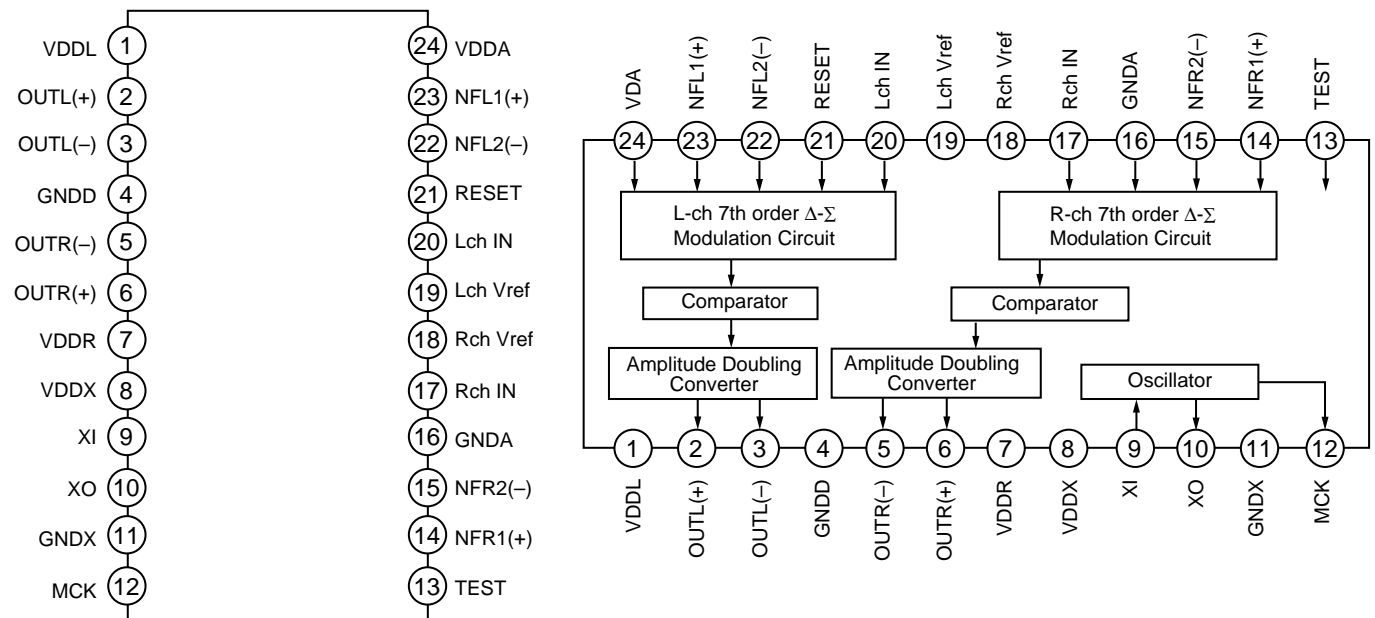 VDDL 1
24 VDDA
OUTL(+) 2
23 NFL1(+)
OUTL(–) 3
22 NFL2(–)
GNDD 4
21 RESET
OUTR(–) 5
20 Lch IN
OUTR(+) 6
19 Lch Vref
VDDR 7
18 Rch Vref
VDDX 8
17 Rch IN
XI 9
16 GNDA
XO 10
15 NFR2(–)
GNDX 11
14 NFR1(+)
MCK 12
13 TEST
VDA
NFL1(+)
NFL2(–)
RESET
Lch IN
Lch Vref
Rch Vref
Rch IN
GNDA
NFR2(–)
NFR1(+)
TEST
24 23 22 21 20 19 18 17 16 15 14 13
L-ch 7th order Δ-Σ
Modulation Circuit
R-ch 7th order Δ-Σ
Modulation Circuit
Comparator
Comparator
Amplitude Doubling
Converter
Amplitude Doubling
Converter
Oscillator
1 2 3 4 5 6 7 8 9 10 11 12
VDDL
OUTL(+)
OUTL(–)
GNDD
OUTR(–)
OUTR(+)
VDDR
VDDX
XI
XO
GNDX
MCK